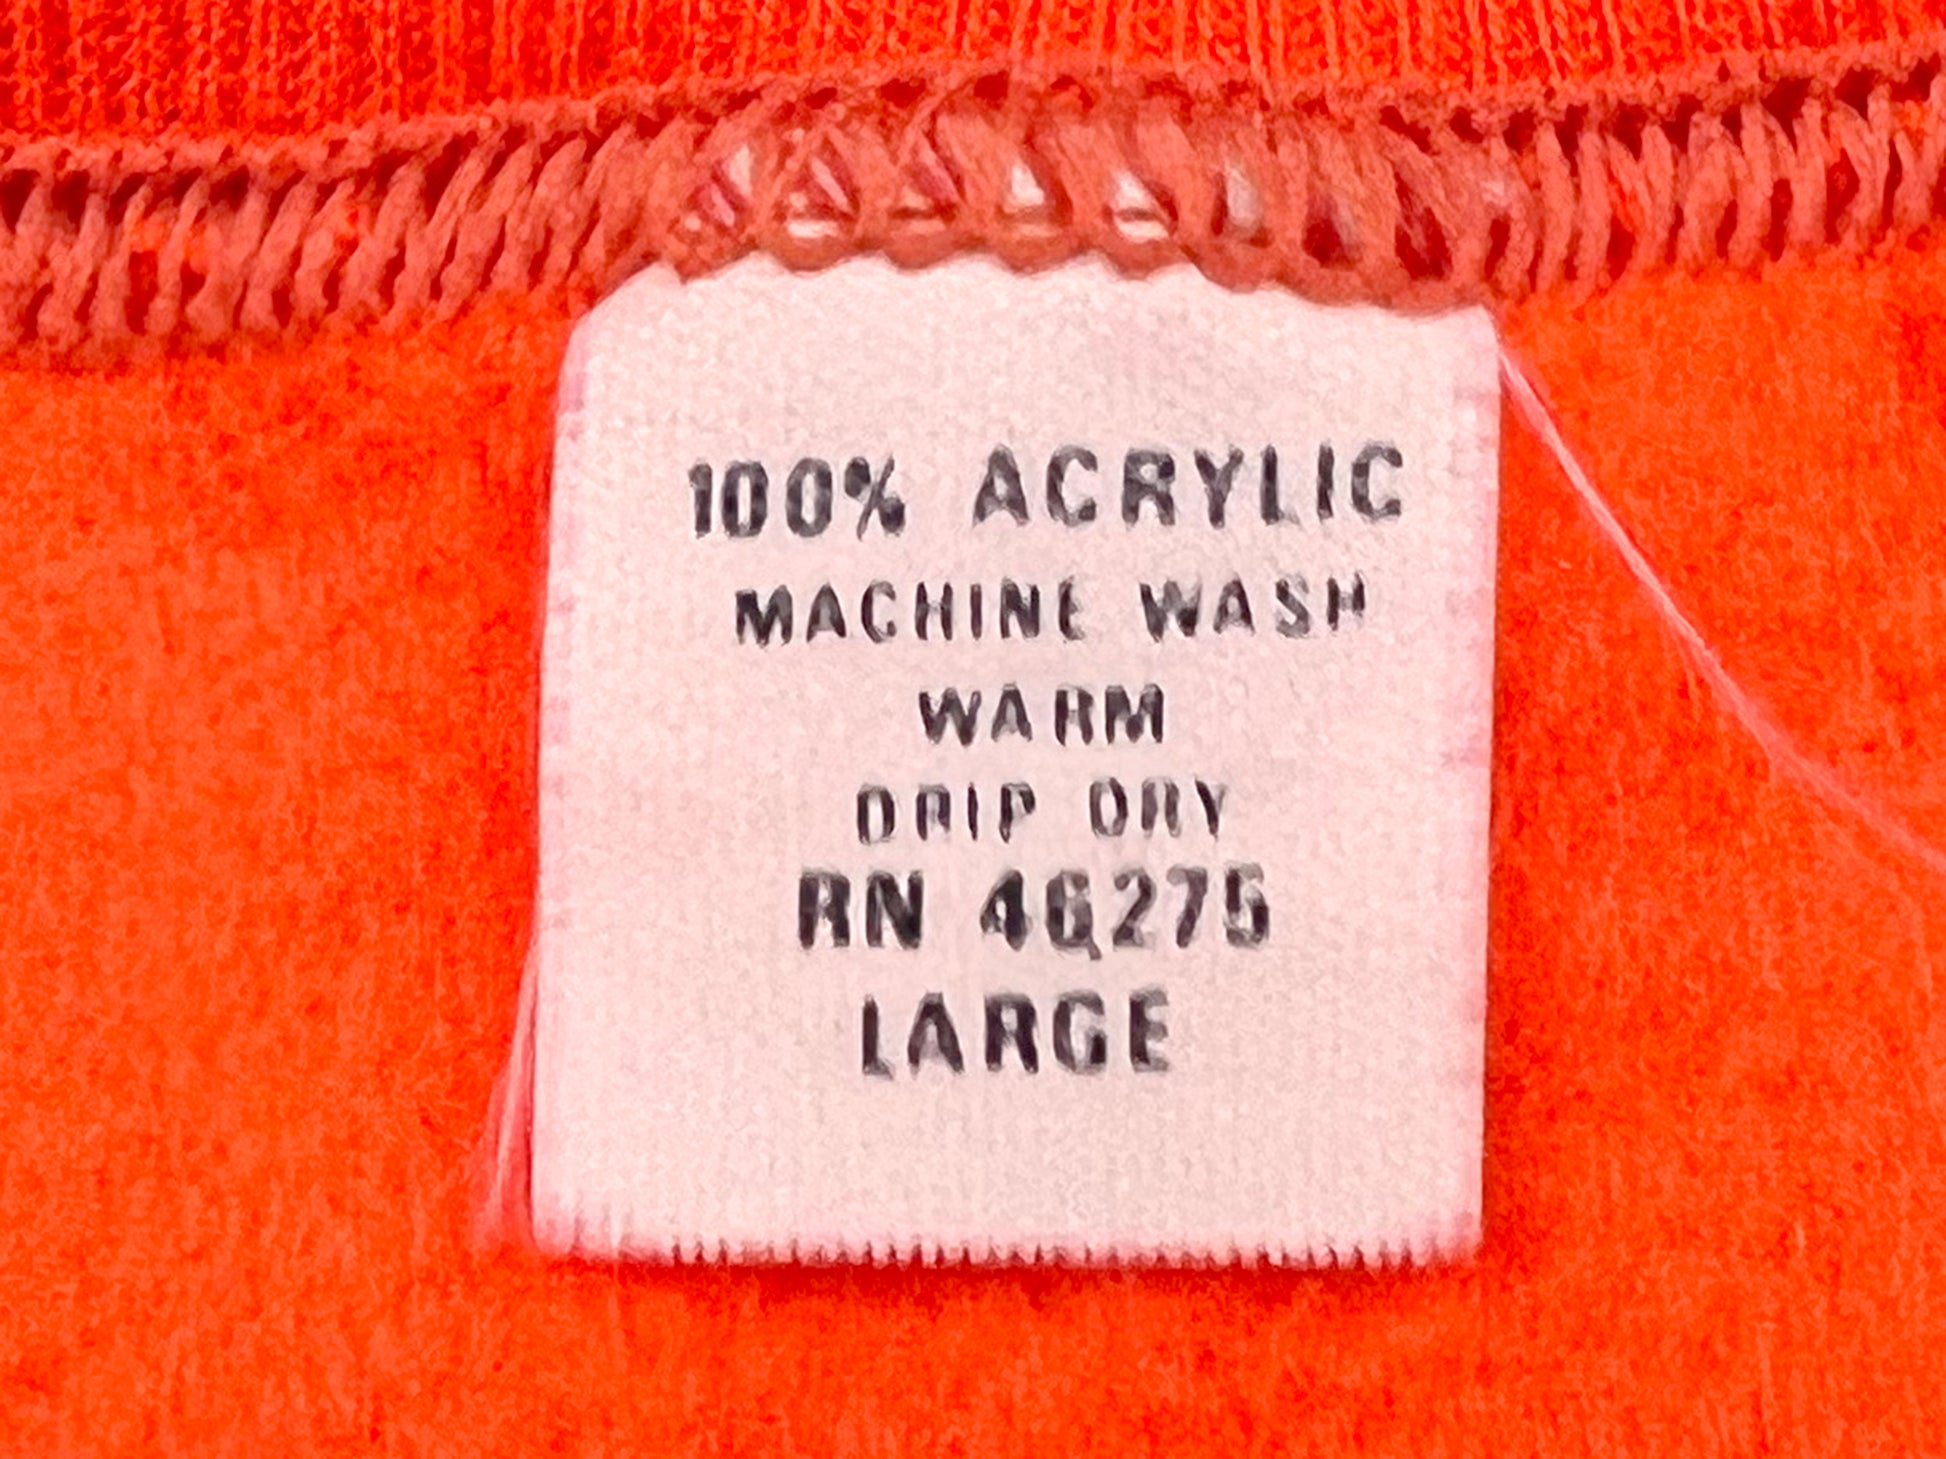 100% ACRYLIC
MACHINE WASH
WARM
DRIP DRY
RN 46275
LARGE